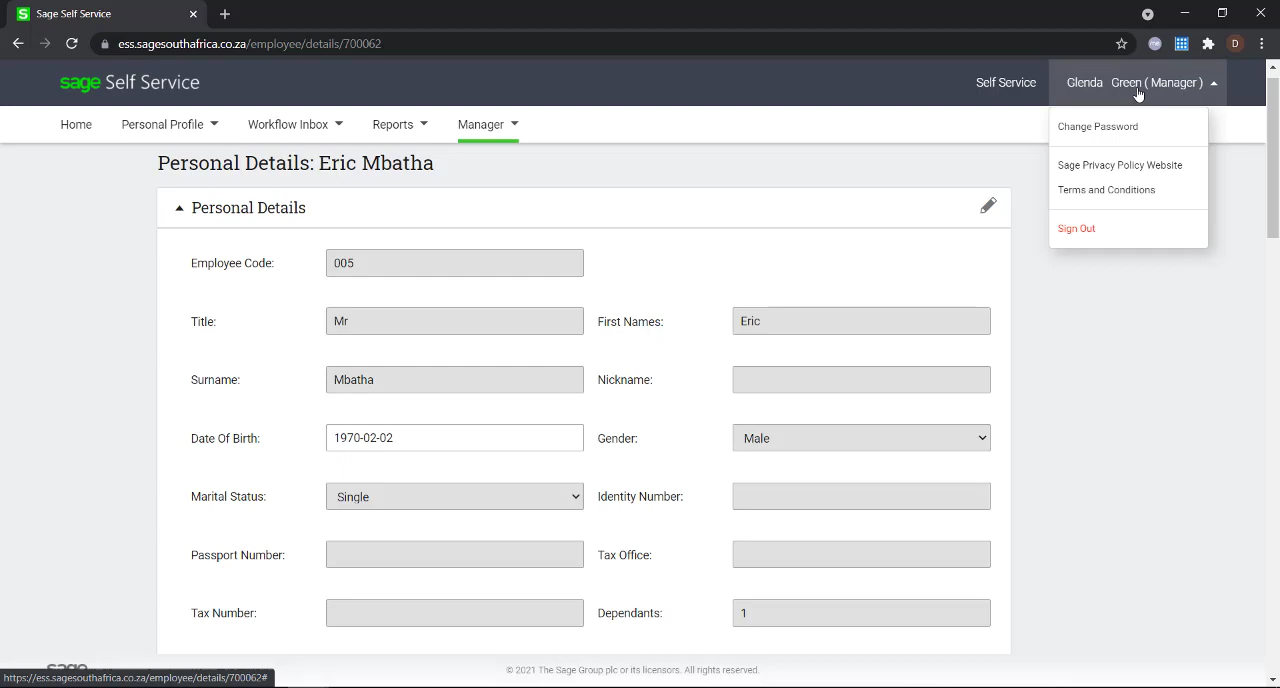 Sage Self Service
ess.sagesouthafrica.co.za/employee/details/700062
D
sage Self Service
Self Service
Glenda Green ( Manager )
Home
Personal Profile
Workflow Inbox
Reports
Manager
Change Password
Sage Privacy Policy Website
Terms and Conditions
Sign Out
Personal Details: Eric Mbatha
Personal Details
Employee Code: 005
Title: Mr
First Names: Eric
Surname: Mbatha
Nickname:
Date Of Birth: 1970-02-02
Gender: Male
Marital Status: Single
Identity Number:
Passport Number:
Tax Office:
Tax Number:
Dependants: 1
sage
© 2021 The Sage Group plc or its licensors. All rights reserved.
https://ess.sagesouthafrica.co.za/employee/details/700062#